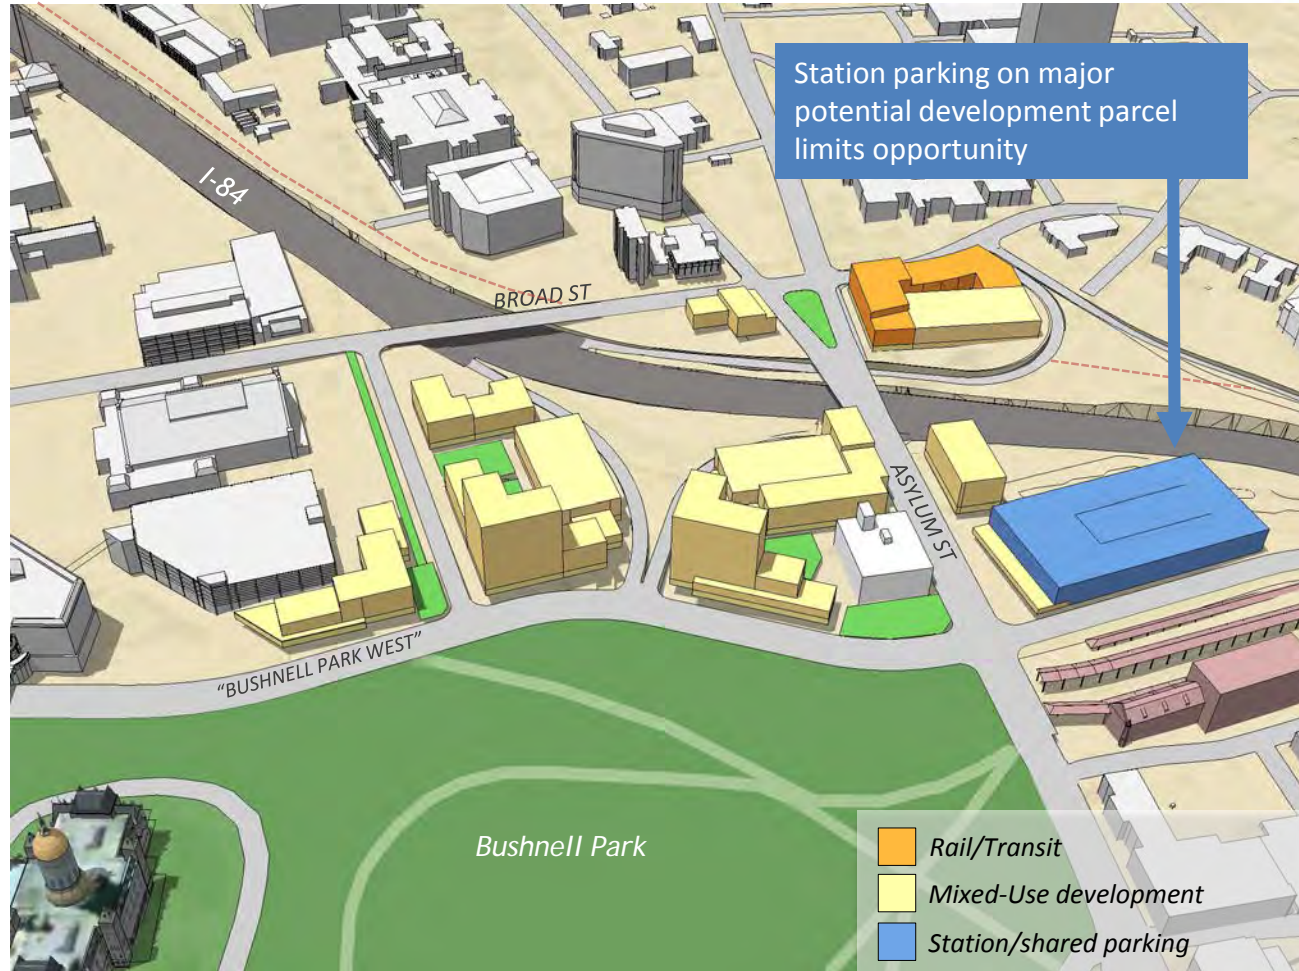 Station parking on major
potential development parcel
limits opportunity
I-84
BROAD ST
ASYLUM ST
"BUSHNELL PARK WEST"
Bushnell Park
Rail/Transit
Mixed-Use development
Station/shared parking